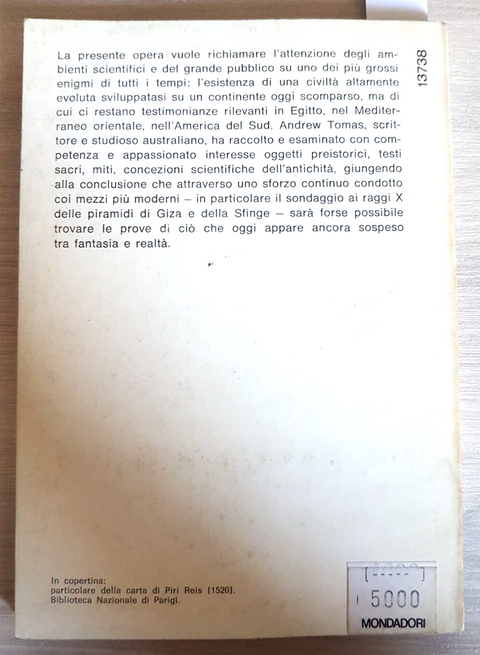 La presente opera vuole richiamare l'attenzione degli am-
bienti scientifici e del grande pubblico su uno dei più grossi
enigmi di tutti i tempi: l'esistenza di una civiltà altamente
evoluta sviluppatasi su un continente oggi scomparso, ma di
cui ci restano testimonianze rilevanti in Egitto, nel Mediter-
raneo orientale, nell'America del Sud. Andrew Tomas, scrit-
tore e studioso australiano, ha raccolto e esaminato con com-
petenza e appassionato interesse oggetti preistorici, testi
sacri, miti, concezioni scientifiche dell'antichità, giungendo
alla conclusione che attraverso uno sforzo continuo condotto
coi mezzi più moderni – in particolare il sondaggio ai raggi X
delle piramidi di Giza e della Sfinge – sarà forse possibile
trovare le prove di ciò che oggi appare ancora sospeso
tra fantasia e realtà.
13738
In copertina:
particolare della carta di Piri Reis (1520).
Biblioteca Nazionale di Parigi.
[-----]
5000
MONDADORI